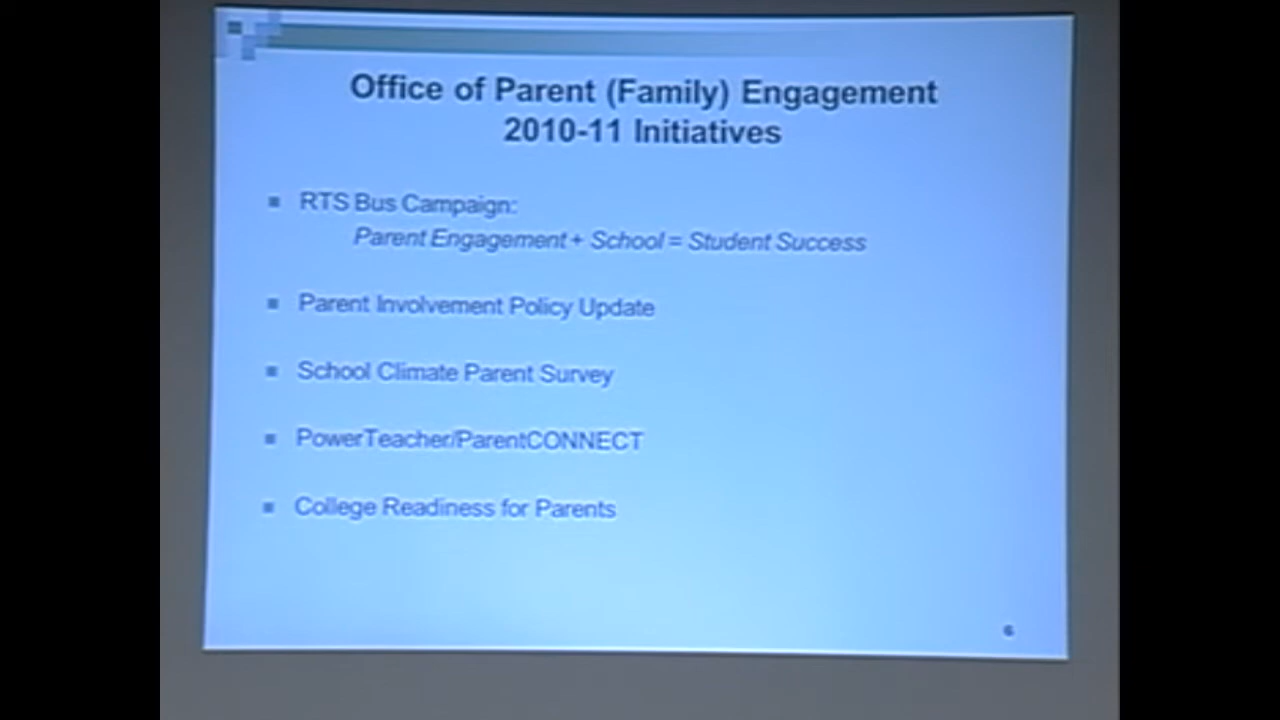 Office of Parent (Family) Engagement
2010-11 Initiatives
RTS Bus Campaign:
Parent Engagement + School = Student Success
Parent Involvement Policy Update
School Climate Parent Survey
PowerTeacher/ParentCONNECT
College Readiness for Parents
6